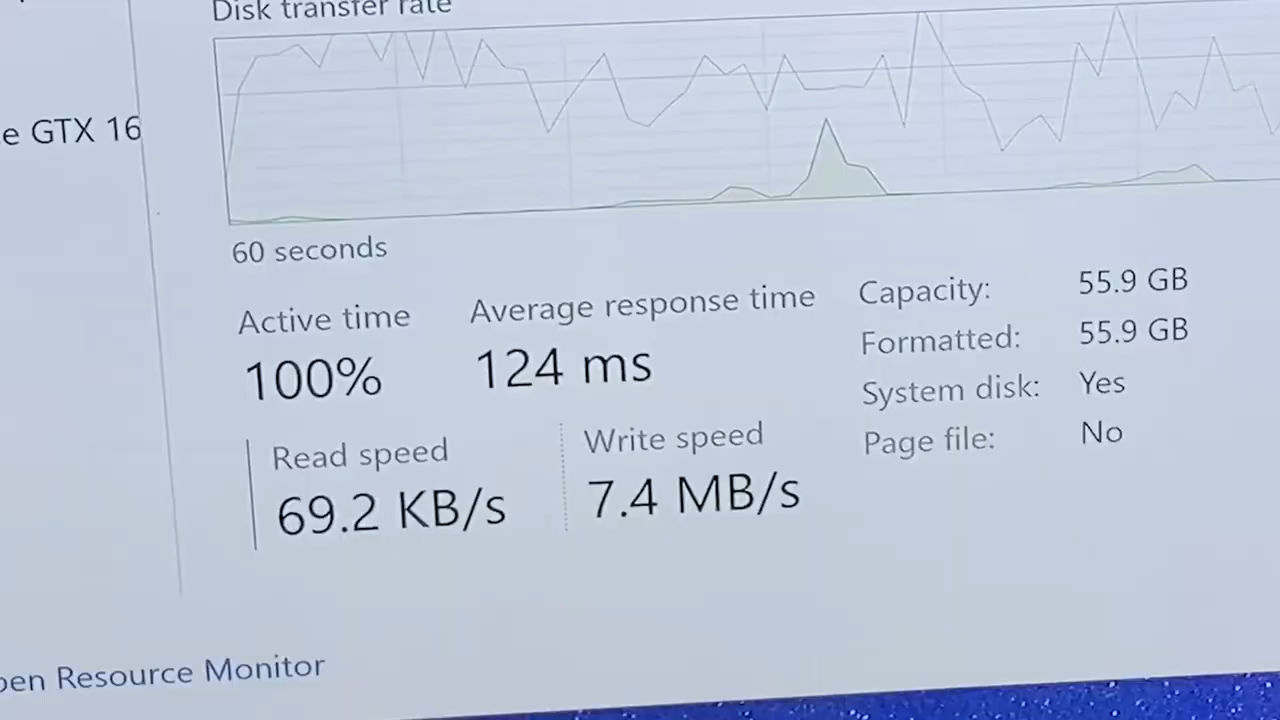 Disk transfer rate
e GTX 16
60 seconds
Active time
100%
Average response time
124 ms
Read speed
69.2 KB/s
Write speed
7.4 MB/s
Capacity: 55.9 GB
Formatted: 55.9 GB
System disk: Yes
Page file: No
pen Resource Monitor